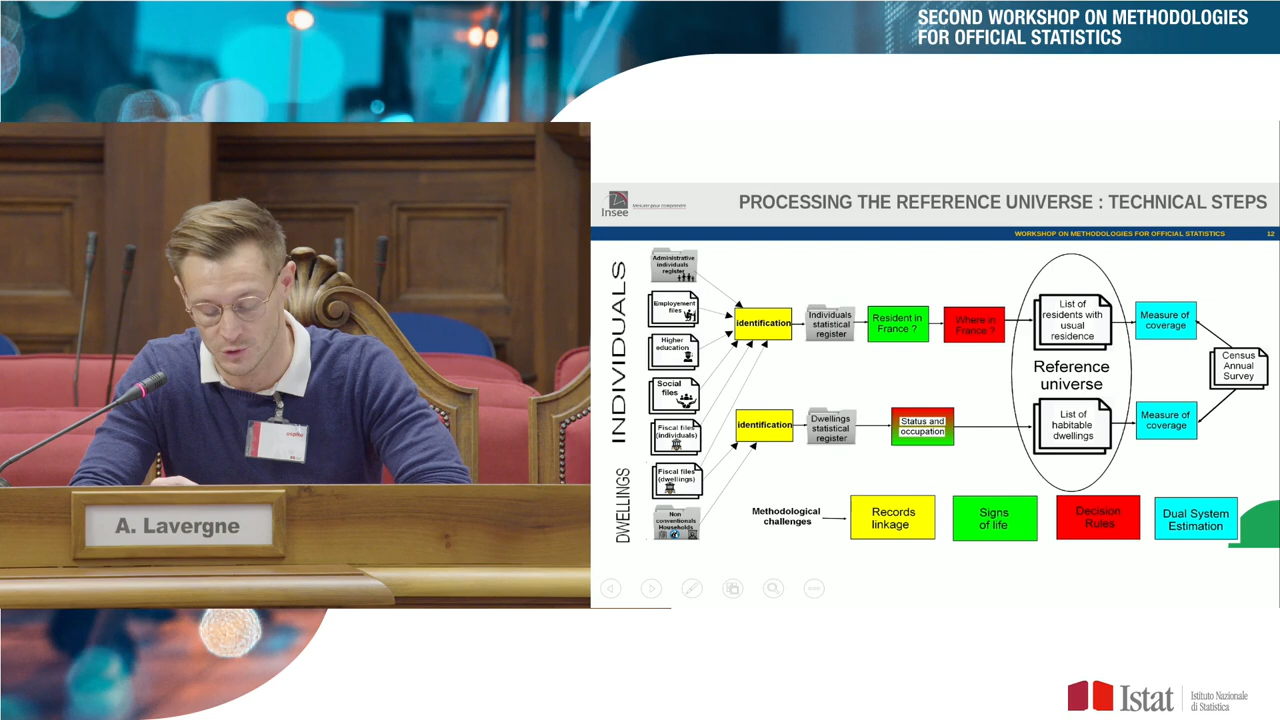 SECOND WORKSHOP ON METHODOLOGIES
FOR OFFICIAL STATISTICS
A. Lavergne
Insee
Mesurer pour comprendre
PROCESSING THE REFERENCE UNIVERSE : TECHNICAL STEPS
WORKSHOP ON METHODOLOGIES FOR OFFICIAL STATISTICS
12
INDIVIDUALS
DWELLINGS
Administrative
individuals
register
Employement
files
Higher
education
Social
files
Fiscal files
(individuals)
Fiscal files
(dwellings)
Non
conventionals
Households
identification
Individuals
statistical
register
Resident in
France ?
Where in
France ?
List of
residents with
usual
residence
Measure of
coverage
Reference
universe
Census
Annual
Survey
identification
Dwellings
statistical
register
Status and
occupation
List of
habitable
dwellings
Measure of
coverage
Methodological
challenges
Records
linkage
Signs
of life
Decision
Rules
Dual System
Estimation
Istat
Istituto Nazionale
di Statistica